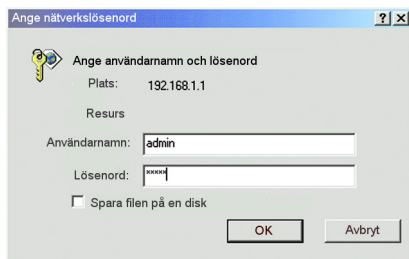 Ange nätverkslösenord
Ange användarnamn och lösenord
Plats: 192.168.1.1
Resurs
Användarnamn: admin
Lösenord: *****
Spara filen på en disk
OK Avbryt